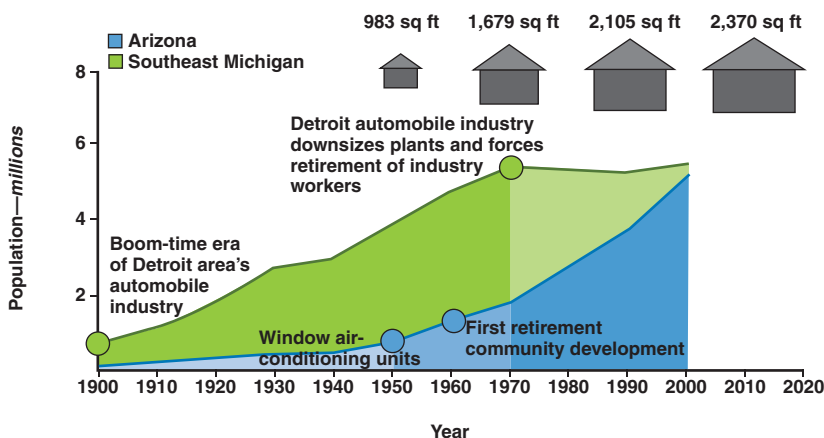 983 sq ft 1,679 sq ft 2,105 sq ft 2,370 sq ft
Arizona
Southeast Michigan
8
6
4
2
Population—millions
Detroit automobile industry
downsizes plants and forces
retirement of industry
workers
Boom-time era
of Detroit area's
automobile
industry
Window air-
conditioning units
First retirement
community development
1900 1910 1920 1930 1940 1950 1960 1970 1980 1990 2000 2010 2020
Year